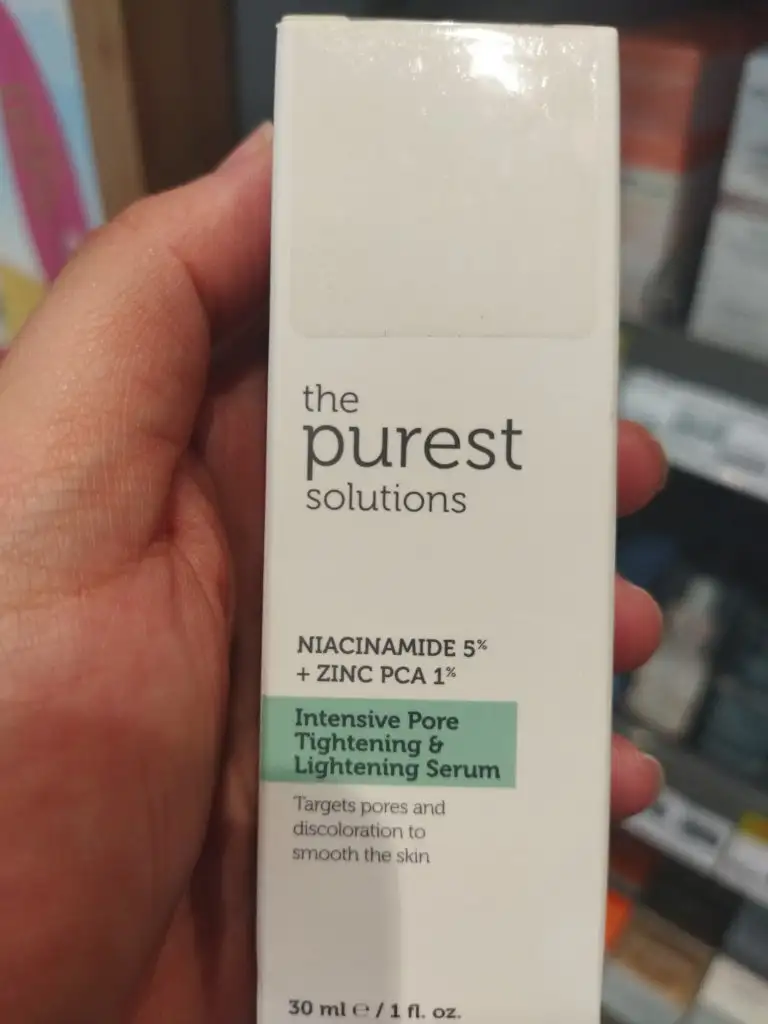 the
purest
solutions
NIACINAMIDE 5%
+ ZINC PCA 1%
Intensive Pore
Tightening &
Lightening Serum
Targets pores and
discoloration to
smooth the skin
30 ml ℮ / 1 fl. oz.